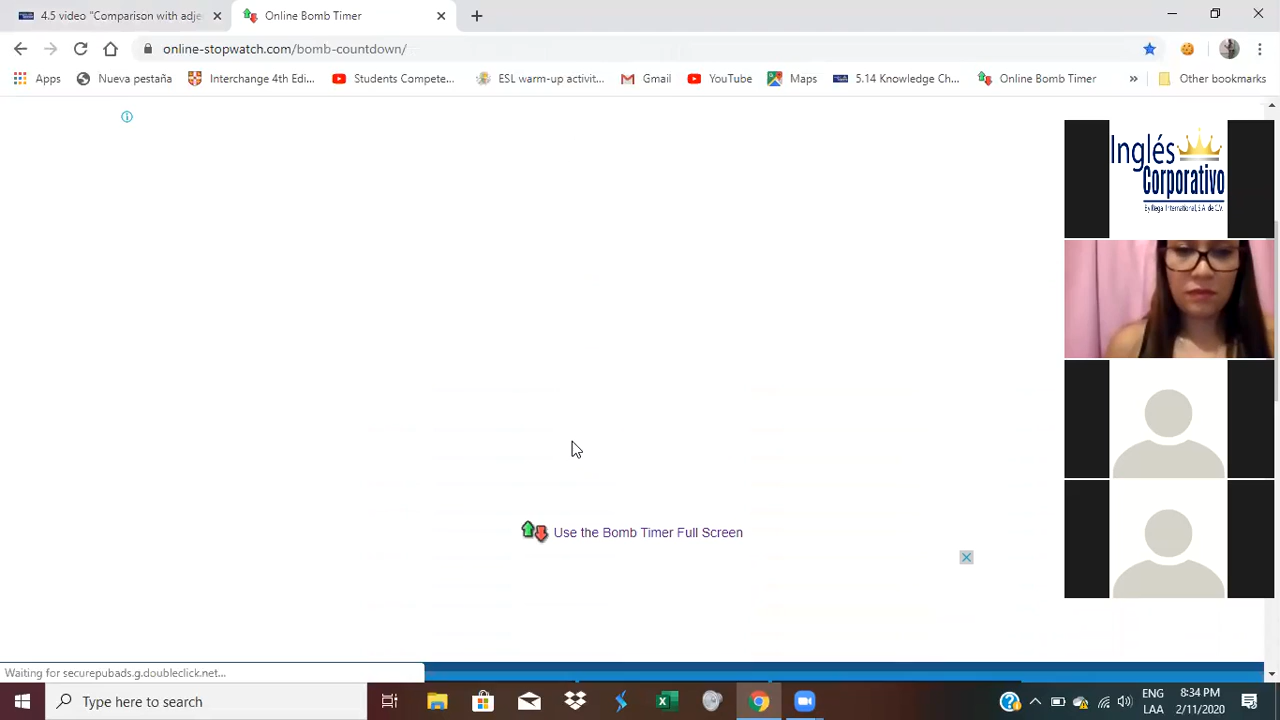 4.5 video "Comparison with adje
Online Bomb Timer
online-stopwatch.com/bomb-countdown/
Apps
Nueva pestaña
Interchange 4th Edi...
Students Compete...
ESL warm-up activit...
Gmail
YouTube
Maps
5.14 Knowledge Ch...
Online Bomb Timer
»
Other bookmarks
Inglés
Corporativo
Use the Bomb Timer Full Screen
Waiting for securepubads.g.doubleclick.net...
Type here to search
ENG
LAA
8:34 PM
2/11/2020